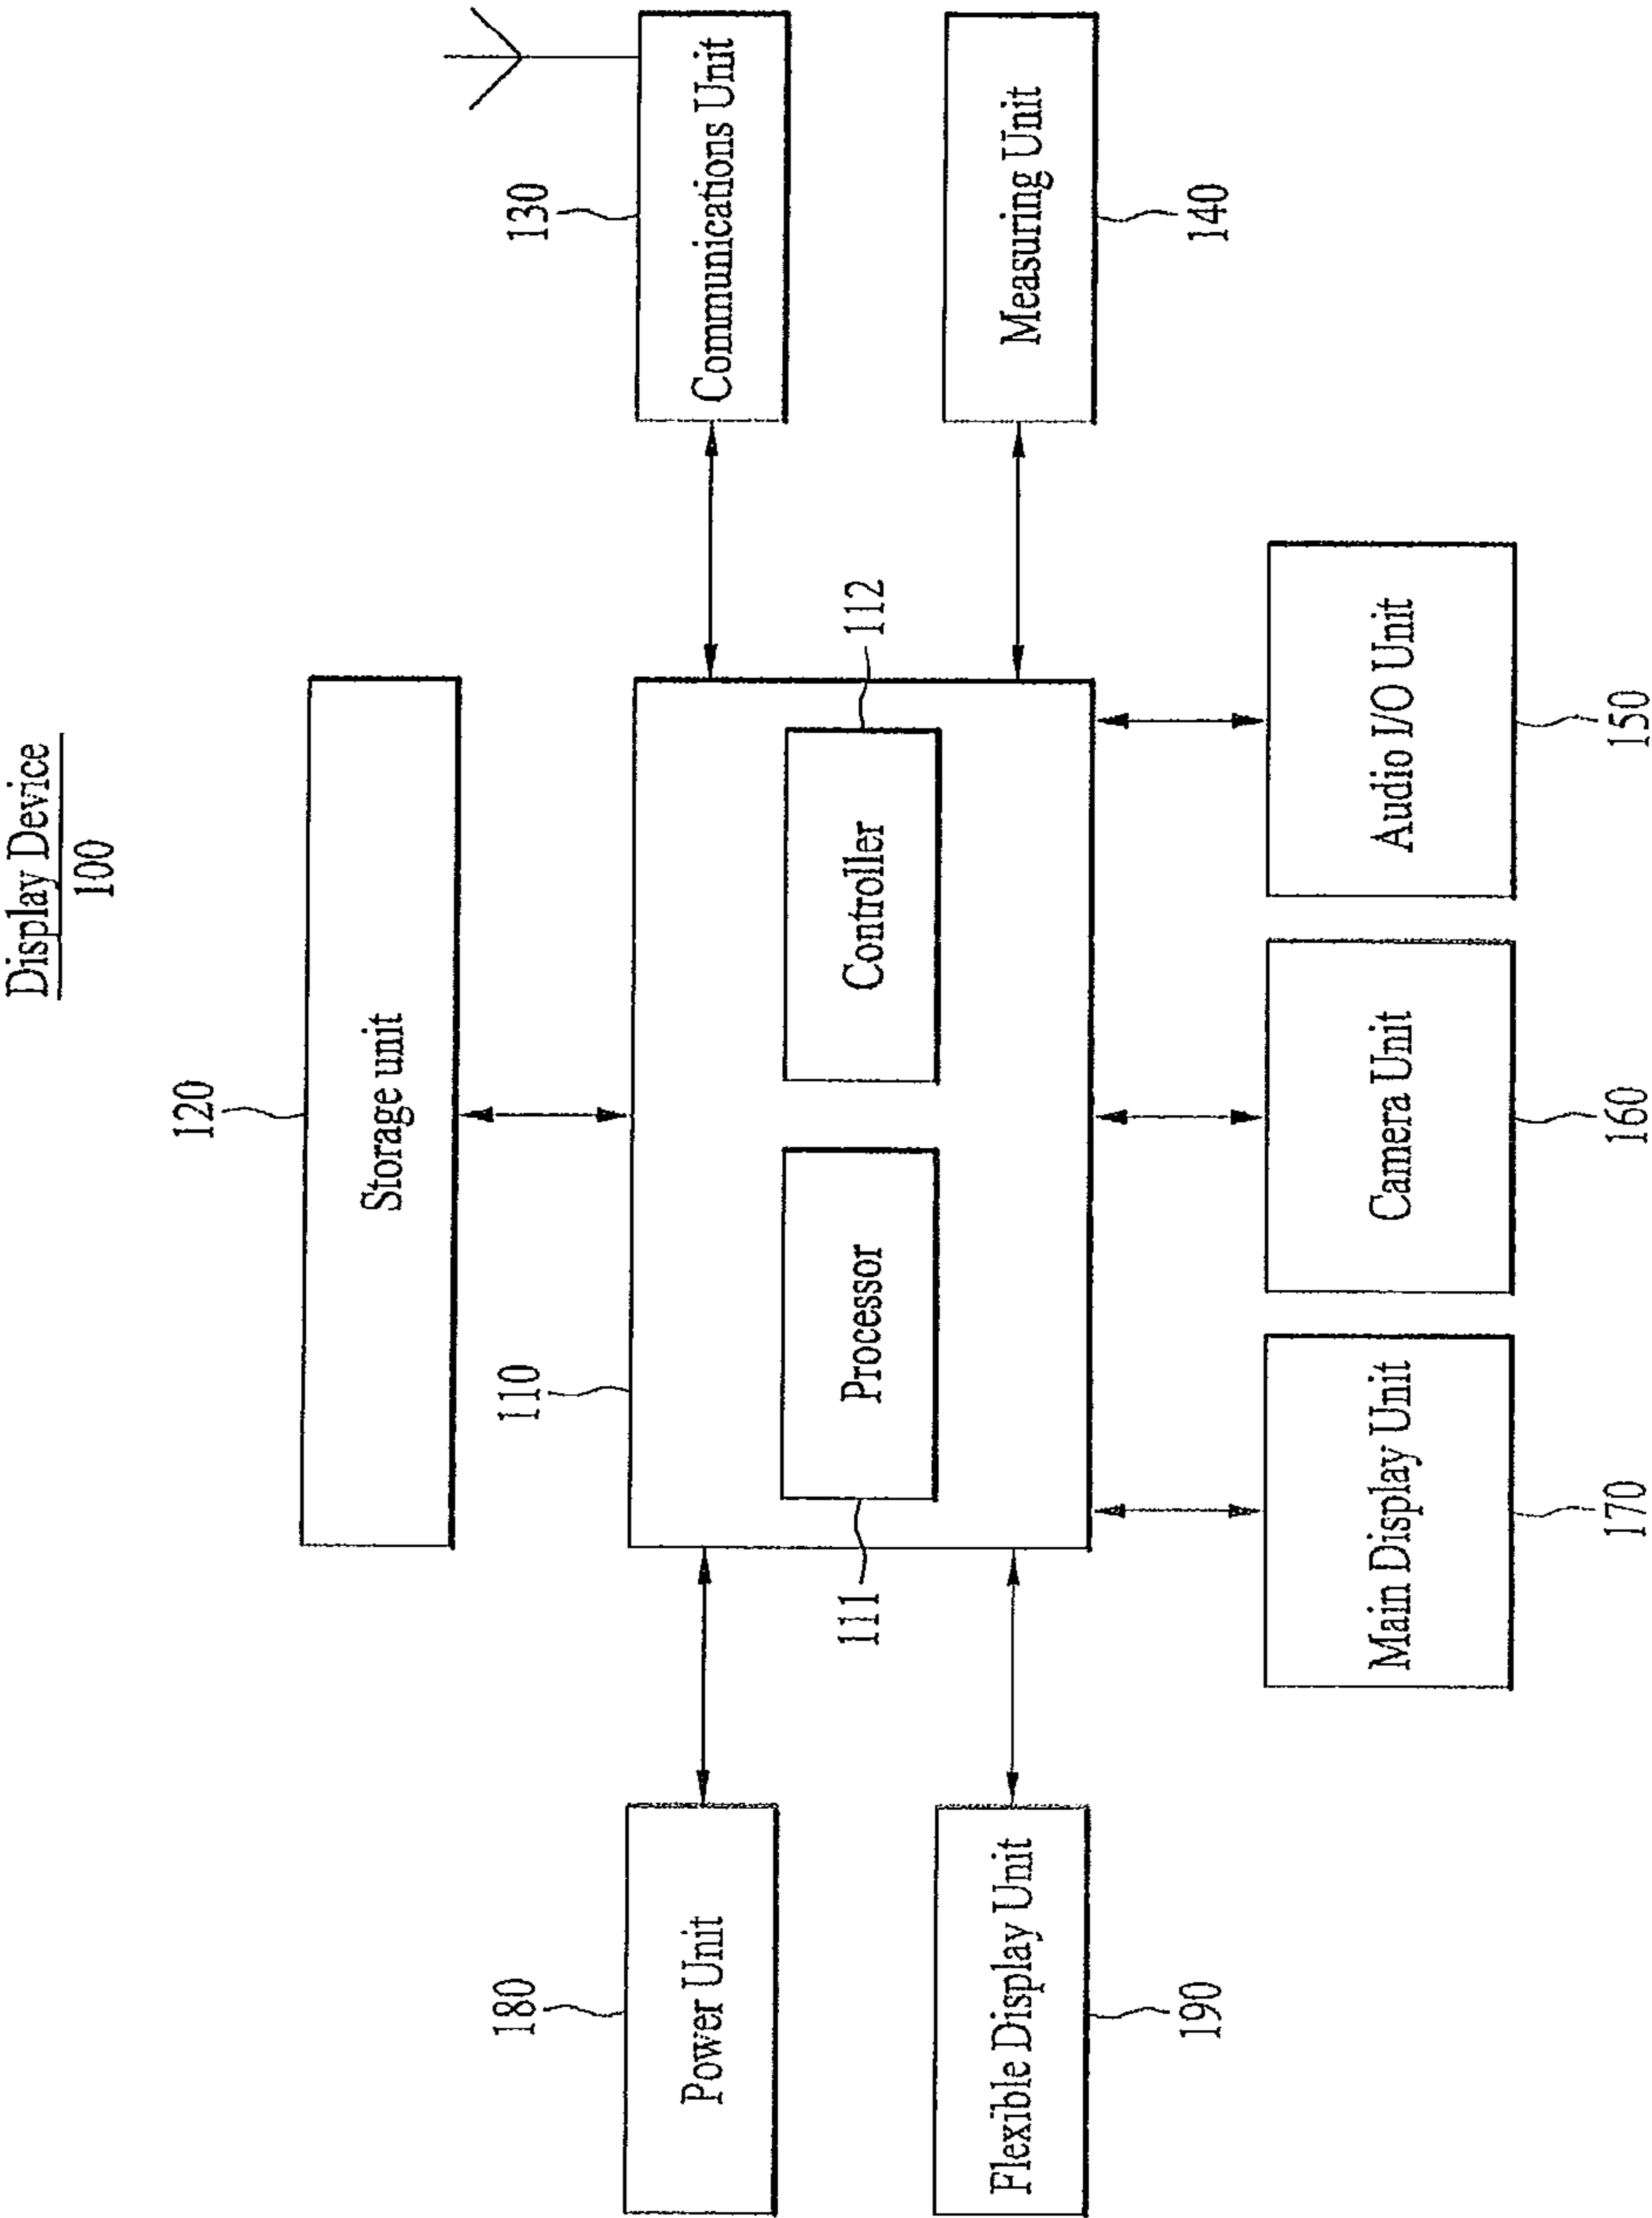 Display Device
100
120
Storage unit
180
110
130
Power Unit
Communications Unit
Processor
Controller
111
112
Flexible Display Unit
Measuring Unit
190
140
Main Display Unit
Camera Unit
Audio I/O Unit
170
160
150